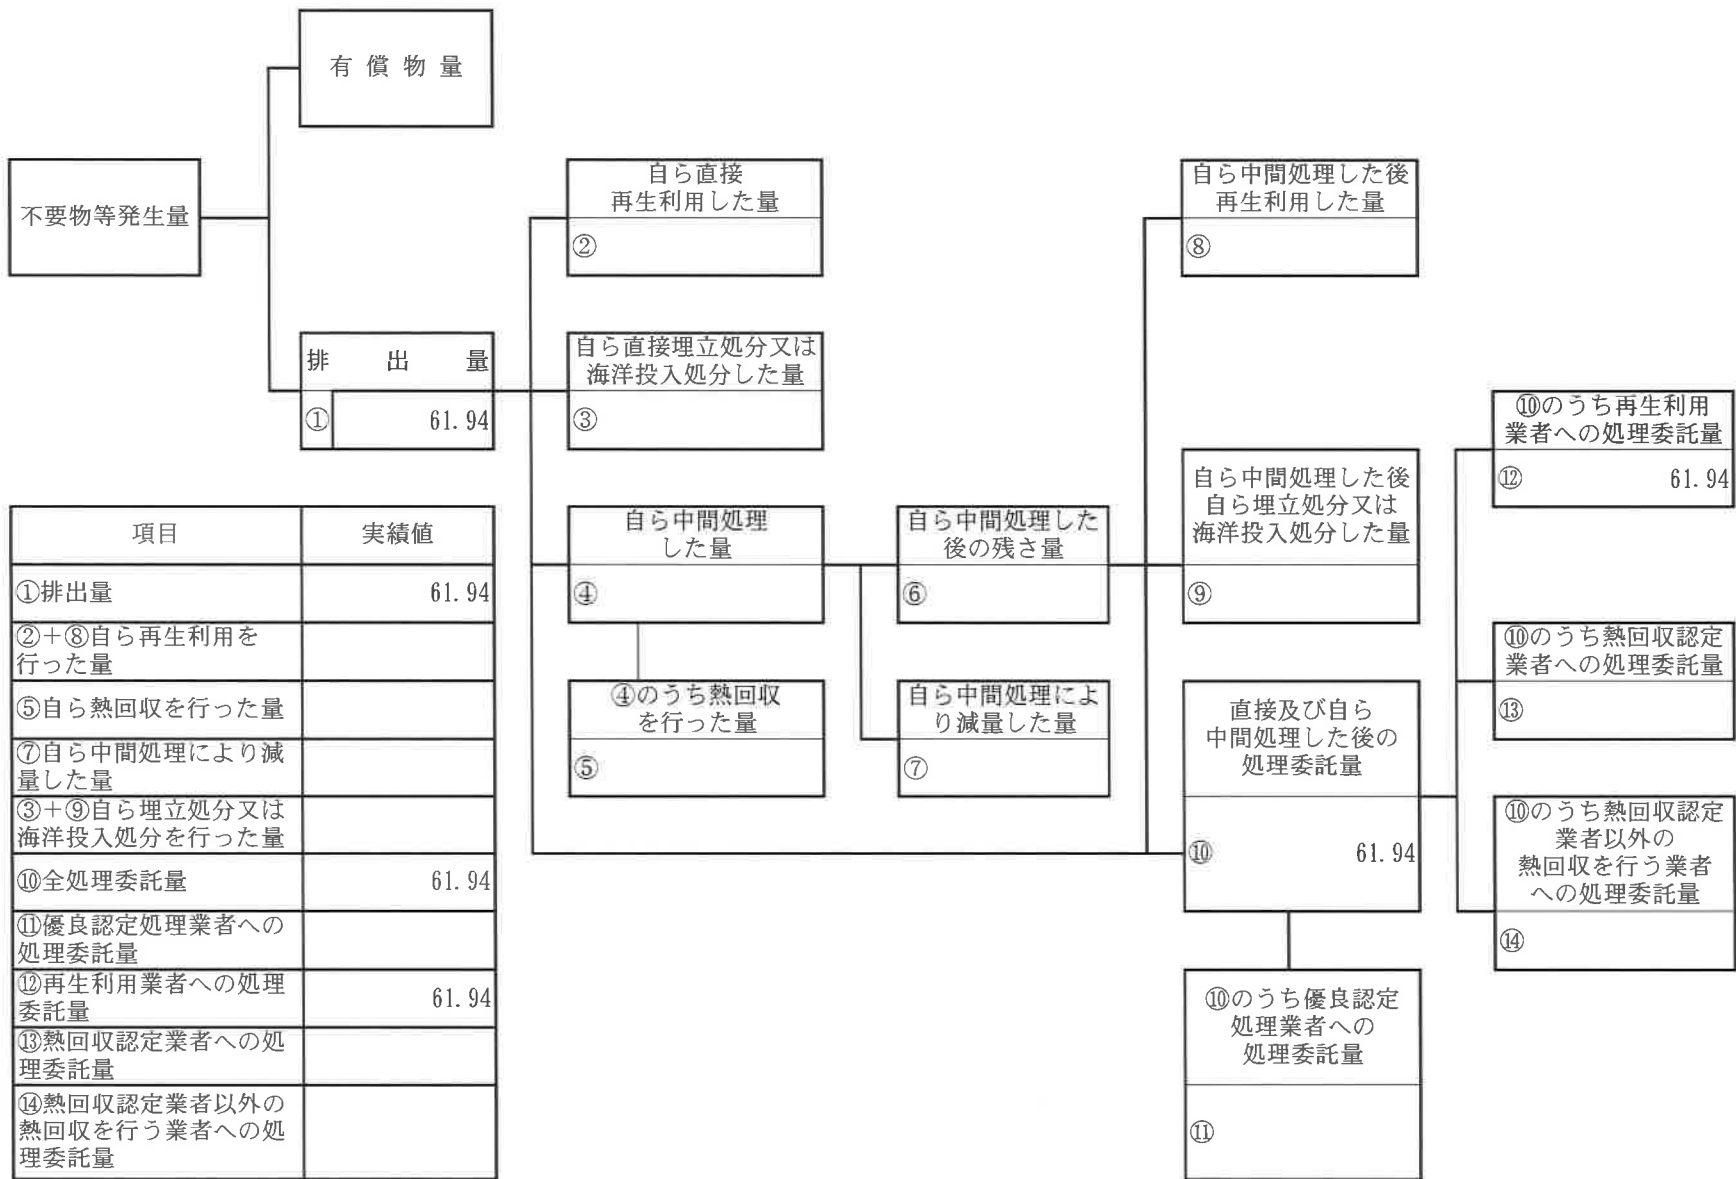 有償物量
不要物等発生量
排出量
① 61.94
自ら直接
再生利用した量
②
自ら直接埋立処分又は
海洋投入処分した量
③
自ら中間処理
した量
④
④のうち熱回収
を行った量
⑤
自ら中間処理した
後の残さ量
⑥
自ら中間処理によ
り減量した量
⑦
自ら中間処理した後
再生利用した量
⑧
自ら中間処理した後
自ら埋立処分又は
海洋投入処分した量
⑨
直接及び自ら
中間処理した後の
処理委託量
⑩ 61.94
⑩のうち優良認定
処理業者への
処理委託量
⑪
⑩のうち再生利用
業者への処理委託量
⑫ 61.94
⑩のうち熱回収認定
業者への処理委託量
⑬
⑩のうち熱回収認定
業者以外の
熱回収を行う業者
への処理委託量
⑭
項目 実績値
①排出量 61.94
②+⑧自ら再生利用を
行った量
⑤自ら熱回収を行った量
⑦自ら中間処理により減
量した量
③+⑨自ら埋立処分又は
海洋投入処分を行った量
⑩全処理委託量 61.94
⑪優良認定処理業者への
処理委託量
⑫再生利用業者への処理
委託量 61.94
⑬熱回収認定業者への処
理委託量
⑭熱回収認定業者以外の
熱回収を行う業者への処
理委託量